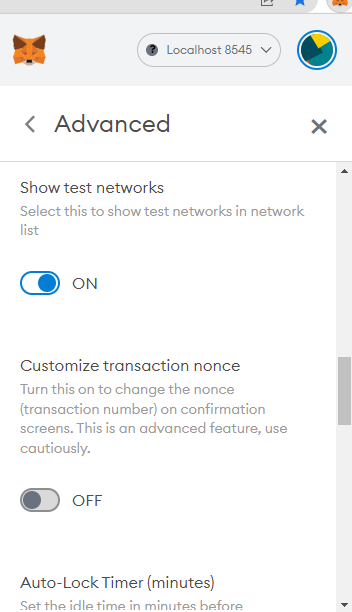 Localhost 8545
Advanced
Show test networks
Select this to show test networks in network
list
ON
Customize transaction nonce
Turn this on to change the nonce
(transaction number) on confirmation
screens. This is an advanced feature, use
cautiously.
OFF
Auto-Lock Timer (minutes)
Set the idle time in minutes before